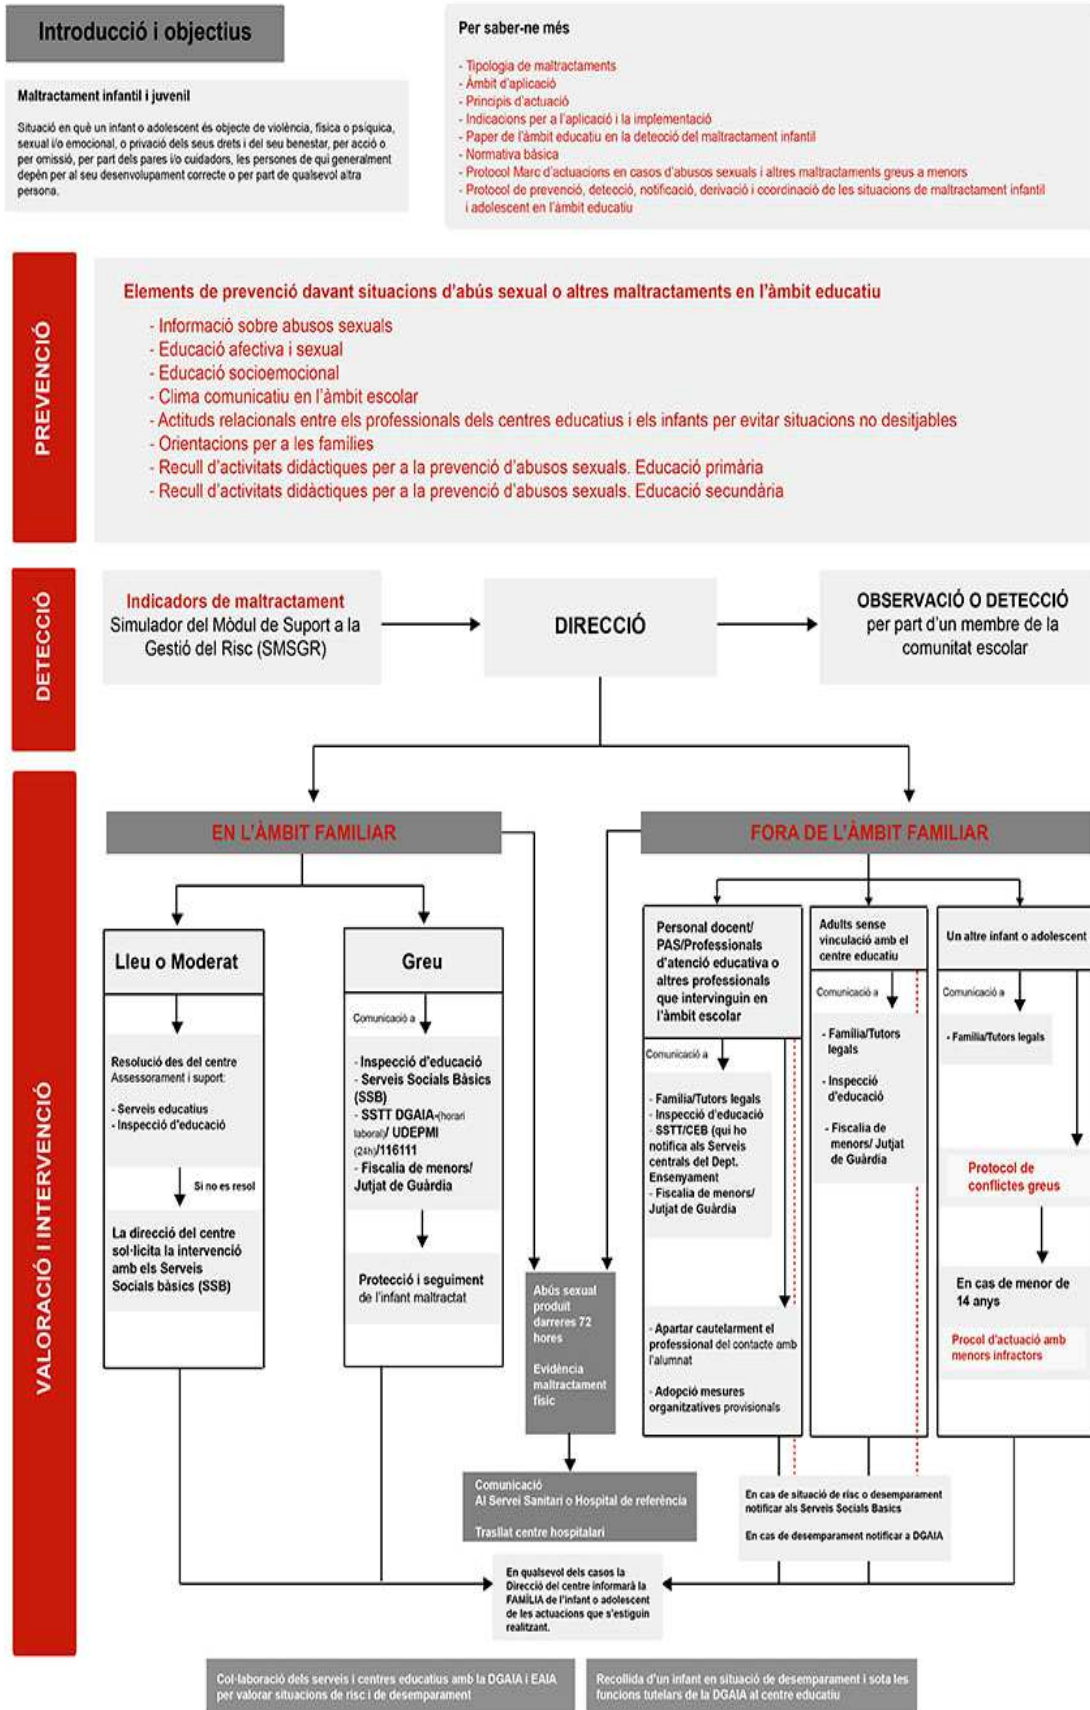 Introducció i objectius
Maltractament infantil i juvenil
Situació en què un infant o adolescent és objecte de violència, física o psíquica,
sexual i/o emocional, o privació dels seus drets i del seu benestar, per acció o
per omissió, per part dels pares i/o cuidadors, les persones de qui generalment
depèn per al seu desenvolupament correcte o per part de qualsevol altra
persona.
Per saber-ne més
- Tipologia de maltractaments
- Àmbit d'aplicació
- Principis d'actuació
- Indicacions per a l'aplicació i la implementació
- Paper de l'àmbit educatiu en la detecció del maltractament infantil
- Normativa bàsica
- Protocol Marc d'actuacions en casos d'abusos sexuals i altres maltractaments greus a menors
- Protocol de prevenció, detecció, notificació, derivació i coordinació de les situacions de maltractament infantil
i adolescent en l'àmbit educatiu
PREVENCIÓ
Elements de prevenció davant situacions d'abús sexual o altres maltractaments en l'àmbit educatiu
- Informació sobre abusos sexuals
- Educació afectiva i sexual
- Educació socioemocional
- Clima comunicatiu en l'àmbit escolar
- Actituds relacionals entre els professionals dels centres educatius i els infants per evitar situacions no desitjables
- Orientacions per a les famílies
- Recull d'activitats didàctiques per a la prevenció d'abusos sexuals. Educació primària
- Recull d'activitats didàctiques per a la prevenció d'abusos sexuals. Educació secundària
DETECCIÓ
Indicadors de maltractament
Simulador del Mòdul de Suport a la
Gestió del Risc (SMSGR)
DIRECCIÓ
OBSERVACIÓ O DETECCIÓ
per part d'un membre de la
comunitat escolar
VALORACIÓ I INTERVENCIÓ
EN L'ÀMBIT FAMILIAR
Lleu o Moderat
Resolució des del centre
Assessorament i suport:
- Serveis educatius
- Inspecció d'educació
Si no es resol
La direcció del centre
sol·licita la intervenció
amb els Serveis
Socials bàsics (SSB)
Greu
Comunicació a
- Inspecció d'educació
- Serveis Socials Bàsics
(SSB)
- SSTT DGAIA-(horari
laboral)/ UDEPMI
(24h)/116111
- Fiscalia de menors/
Jutjat de Guàrdia
Protecció i seguiment
de l'infant maltractat
Abús sexual
produït
darreres 72
hores
Evidència
maltractament
físic
Comunicació
Al Servei Sanitari o Hospital de referència
Trasllat centre hospitalari
FORA DE L'ÀMBIT FAMILIAR
Personal docent/
PAS/Professionals
d'atenció educativa o
altres professionals
que intervinguin en
l'àmbit escolar
Comunicació a
- Família/Tutors legals
- Inspecció d'educació
- SSTT/CEB (qui ho
notifica als Serveis
centrals del Dept.
Ensenyament
- Fiscalia de menors/
Jutjat de Guàrdia
- Apartar cautelarment el
professional del contacte amb
l'alumnat
- Adopció mesures
organitzatives provisionals
Adults sense
vinculació amb el
centre educatiu
Comunicació a
- Família/Tutors
legals
- Inspecció
d'educació
- Fiscalia de
menors/ Jutjat
de Guàrdia
Un altre infant o adolescent
Comunicació a
- Família/Tutors legals
Protocol de
conflictes greus
En cas de menor de
14 anys
Procol d'actuació amb
menors infractors
En cas de situació de risc o desemparament
notificar als Serveis Socials Basics
En cas de desemparament notificar a DGAIA
En qualsevol dels casos la
Direcció del centre informarà la
FAMÍLIA de l'infant o adolescent
de les actuacions que s'estiguin
realitzant.
Col·laboració dels serveis i centres educatius amb la DGAIA i EAIA
per valorar situacions de risc i de desemparament
Recollida d'un infant en situació de desemparament i sota les
funcions tutelars de la DGAIA al centre educatiu